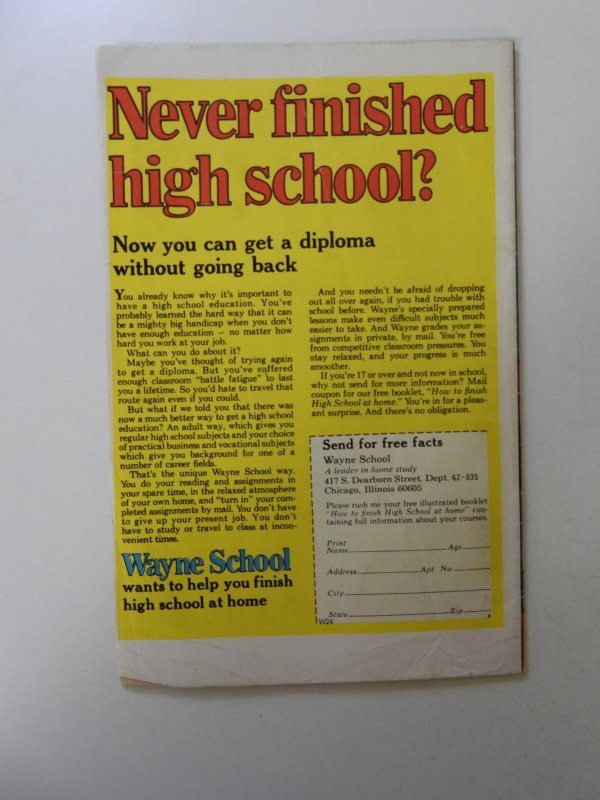 Never finished
high school?
Now you can get a diploma
without going back
You already know why it's important to
have a high school education. You've
probably learned the hard way that it can
be a mighty big handicap when you don't
have enough education – no matter how
hard you work at your job.
What can you do about it?
Maybe you've thought of trying again
to get a diploma. But you've suffered
enough classroom "battle fatigue" to last
you a lifetime. So you'd hate to travel that
route again even if you could.
But what if we told you that there was
now a much better way to get a high school
education? An adult way, which gives you
regular high school subjects and your choice
of practical business and vocational subjects
which give you background for one of a
number of career fields.
That's the unique Wayne School way.
You do your reading and assignments in
your spare time, in the relaxed atmosphere
of your own home, and "turn in" your com-
pleted assignments by mail. You don't have
to give up your present job. You don't
have to study or travel to class at incon-
venient times.
Wayne School
wants to help you finish
high school at home
And you needn't be afraid of dropping
out all over again, if you had trouble with
school before. Wayne's specially prepared
lessons make even difficult subjects much
easier to take. And Wayne grades your as-
signments in private, by mail. You're free
from competitive classroom pressures. You
stay relaxed, and your progress is much
smoother.
If you're 17 or over and not now in school,
why not send for more information? Mail
coupon for our free booklet, "How to finish
High School at home." You're in for a pleas-
ant surprise. And there's no obligation.
Send for free facts
Wayne School
A leader in home study
417 S. Dearborn Street. Dept. 62-035
Chicago, Illinois 60605
Please rush me your free illustrated booklet
"How to finish High School at home" con-
taining full information about your courses.
Print
Name Age
Address Apt. No.
City
State Zip
W24